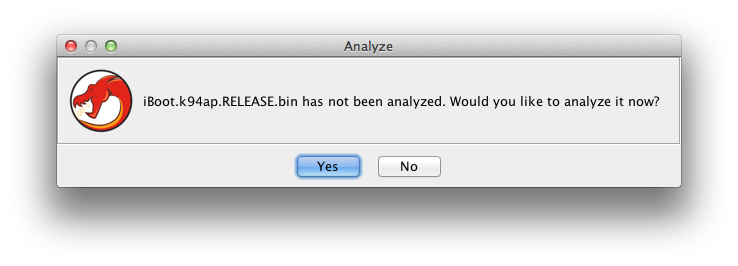 Analyze
iBoot.k94ap.RELEASE.bin has not been analyzed. Would you like to analyze it now?
Yes
No